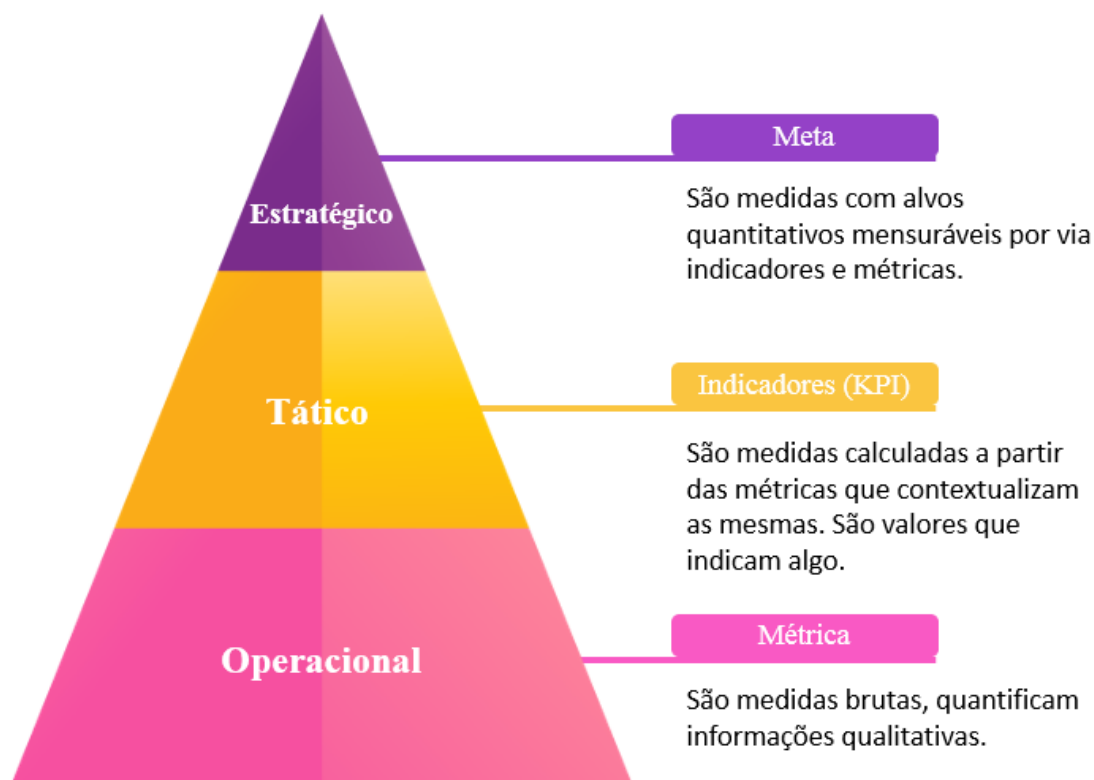 Meta
São medidas com alvos
quantitativos mensuráveis por via
indicadores e métricas.
Estratégico
Indicadores (KPI)
Tático
São medidas calculadas a partir
das métricas que contextualizam
as mesmas. São valores que
indicam algo.
Métrica
Operacional
São medidas brutas, quantificam
informações qualitativas.